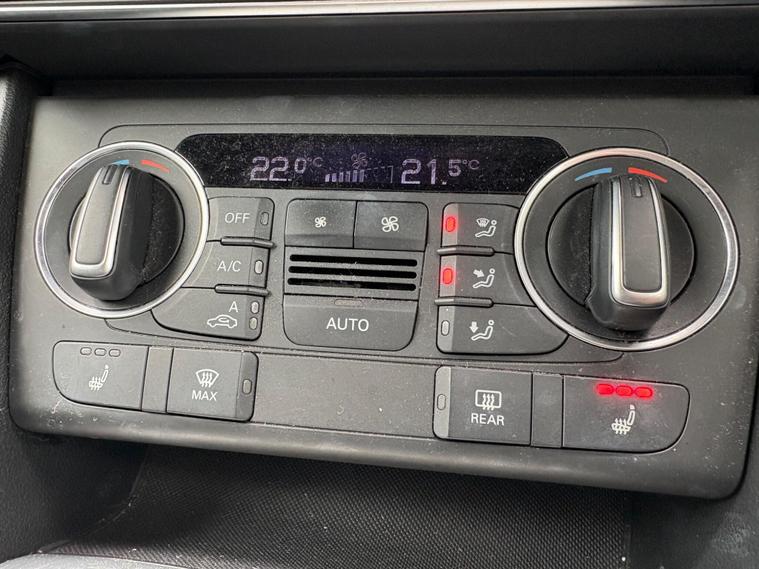 22.0°C 21.5°C
OFF
A/C
A
AUTO
MAX
REAR